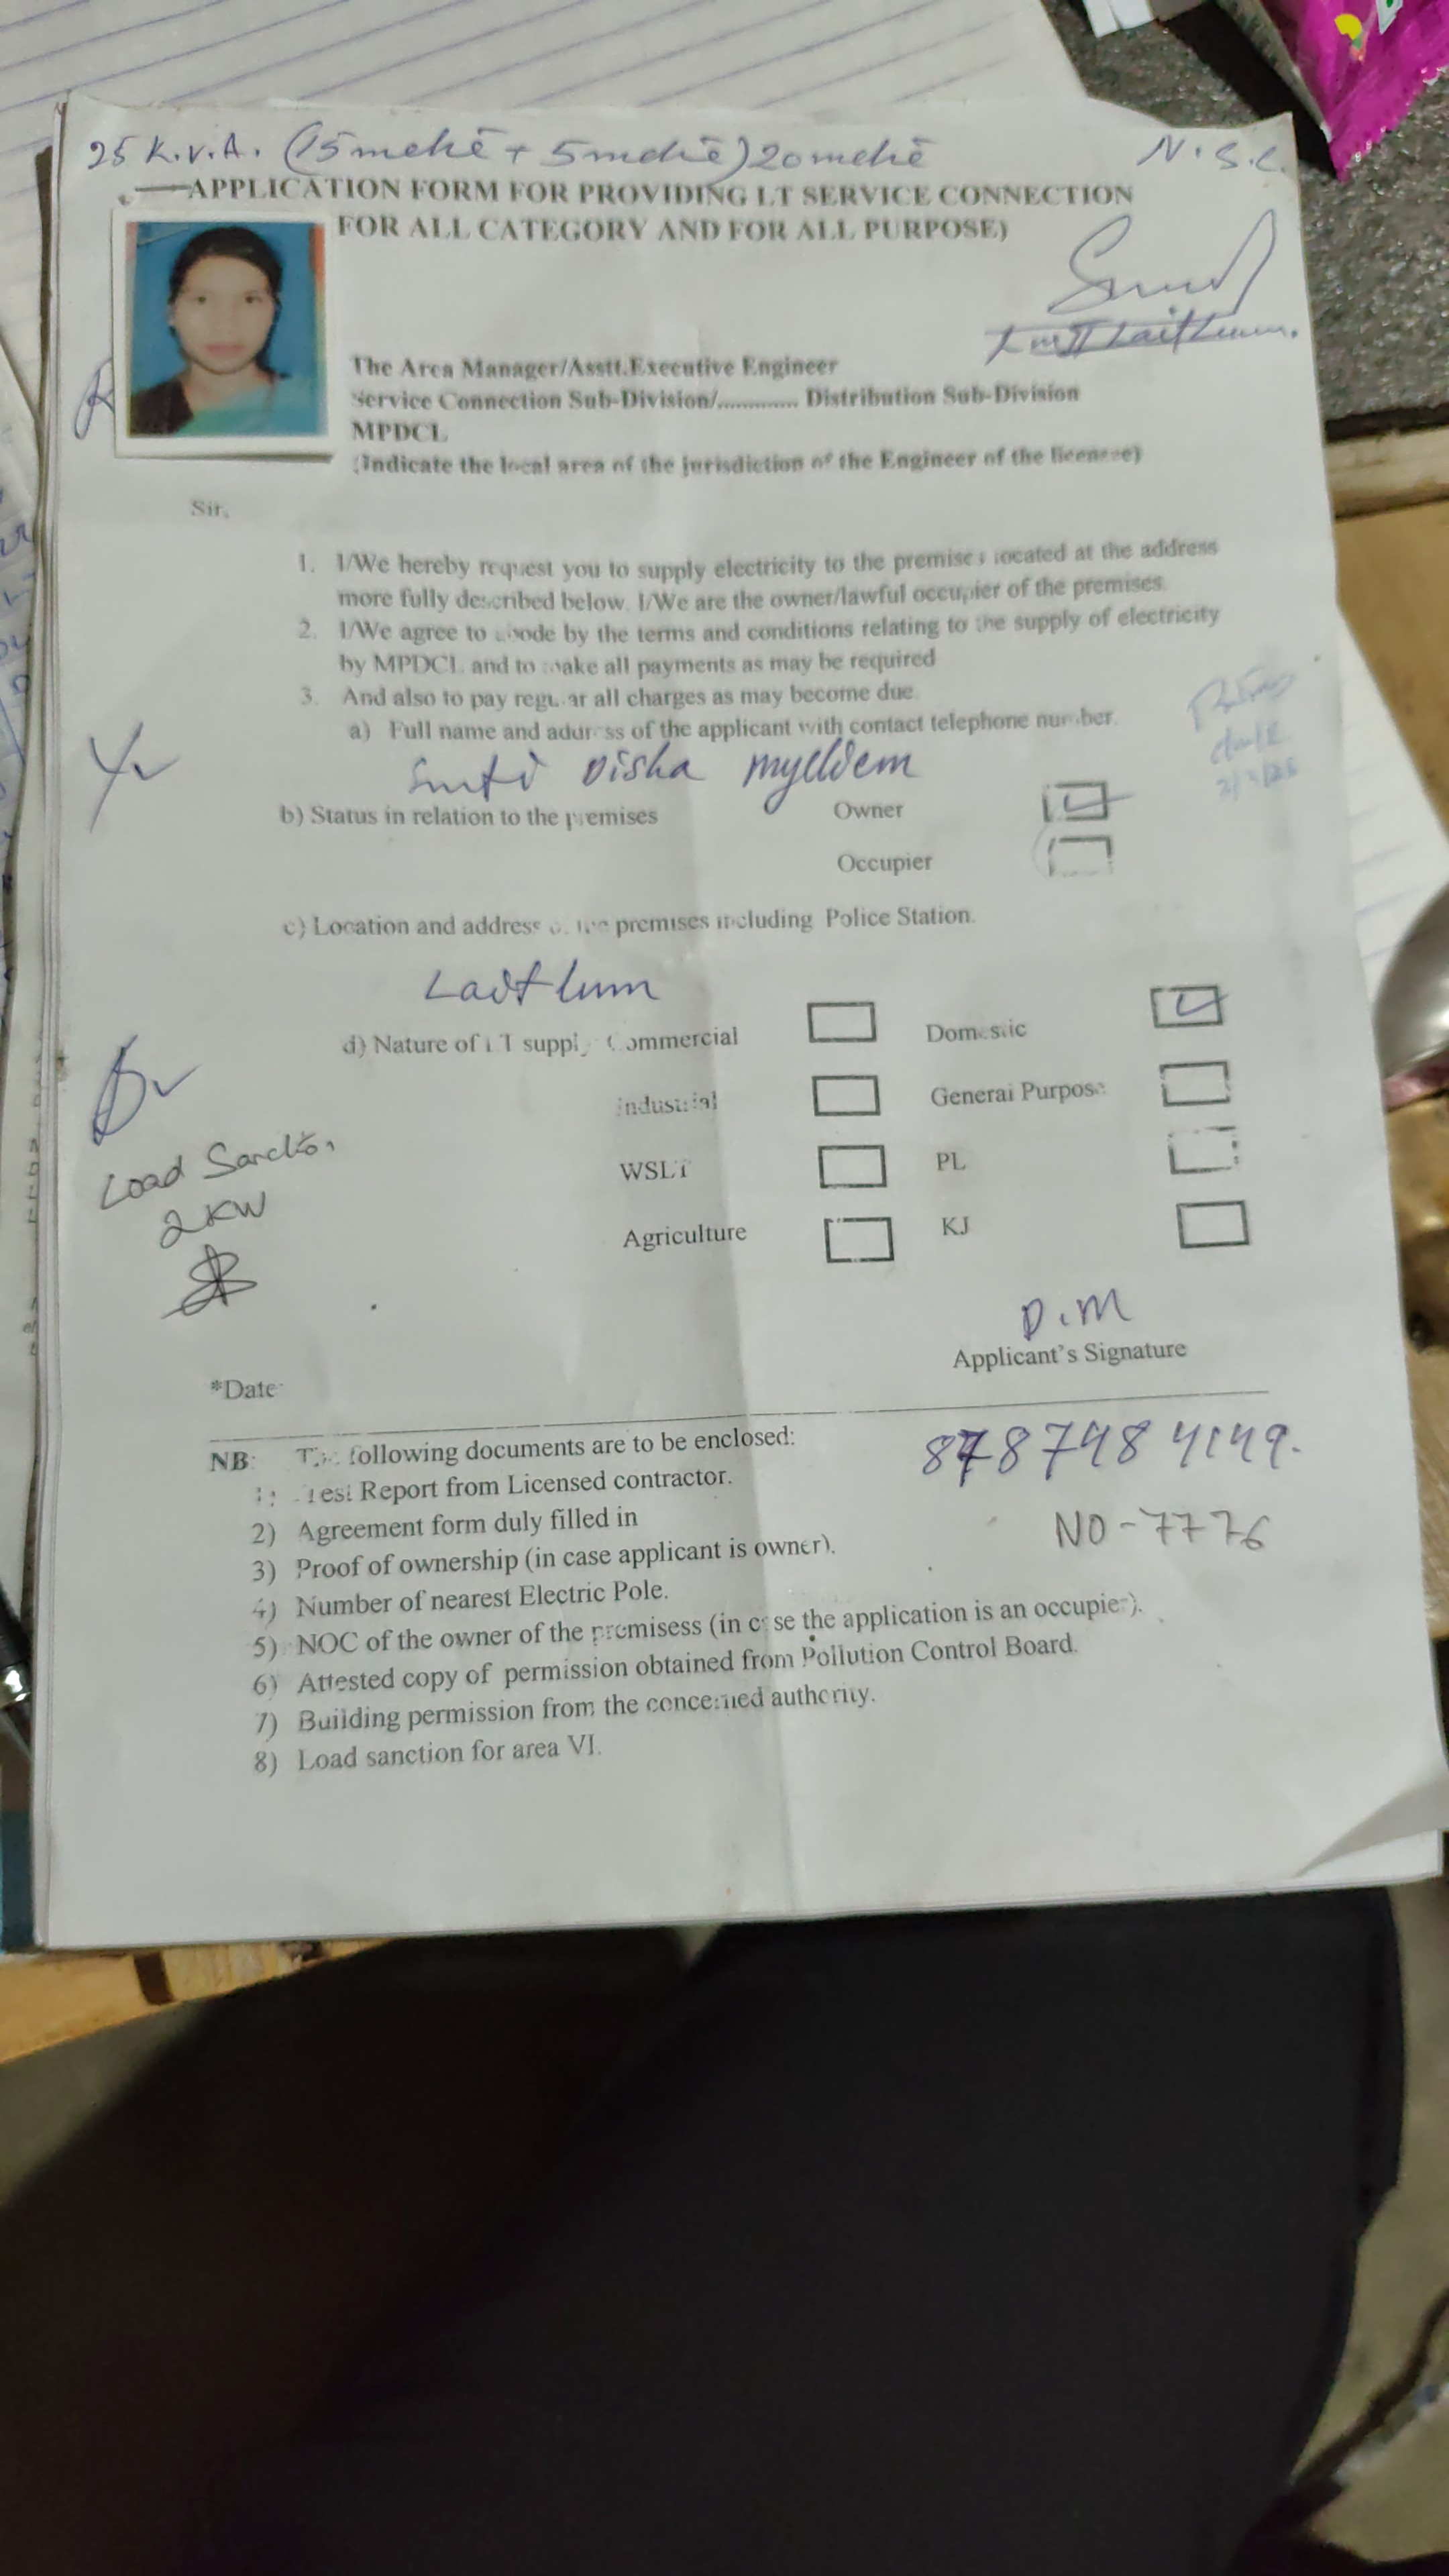 25 K.V.A. (15 metre + 5 metre) 20 metre
N.S.C.
APPLICATION FORM FOR PROVIDING LT SERVICE CONNECTION
FOR ALL CATEGORY AND FOR ALL PURPOSE)
The Area Manager/Asstt.Executive Engineer
Service Connection Sub-Division/............. Distribution Sub-Division
MPDCL
(Indicate the local area of the jurisdiction of the Engineer of the licensee)
Sir,
1. I/We hereby request you to supply electricity to the premises located at the address
more fully described below. I/We are the owner/lawful occupier of the premises.
2. I/We agree to abode by the terms and conditions relating to the supply of electricity
by MPDCL and to make all payments as may be required
3. And also to pay regular all charges as may become due
a) Full name and address of the applicant with contact telephone number.
Smti Disha Myllem
b) Status in relation to the premises Owner
Occupier
c) Location and address of the premises including Police Station.
Laitlum
d) Nature of LT supply Commercial Domestic
Industrial General Purpose
WSLT PL
Agriculture KJ
Load Sanction
2 KW
D.M
Applicant's Signature
*Date
NB: The following documents are to be enclosed:
8787484149.
1) Test Report from Licensed contractor.
2) Agreement form duly filled in
NO-7776
3) Proof of ownership (in case applicant is owner).
4) Number of nearest Electric Pole.
5) NOC of the owner of the premisess (in case the application is an occupier).
6) Attested copy of permission obtained from Pollution Control Board.
7) Building permission from the concerned authority.
8) Load sanction for area VI.